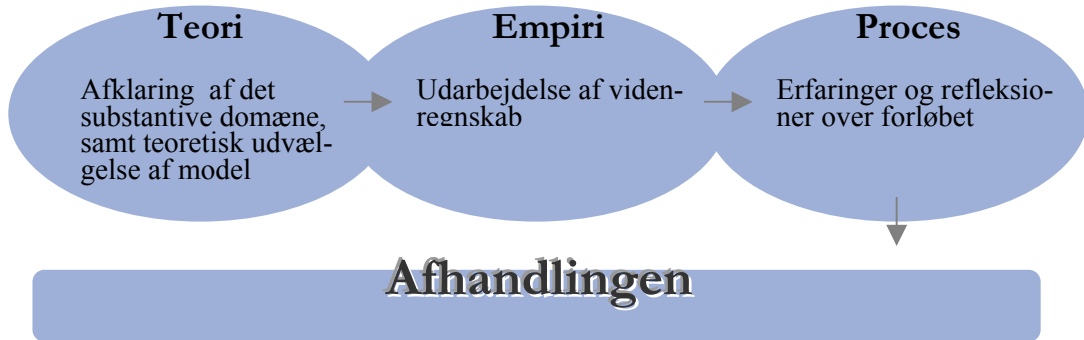 Teori
Afklaring af det
substantive domæne,
samt teoretisk udvæl-
gelse af model
Empiri
Udarbejdelse af viden-
regnskab
Proces
Erfaringer og refleksio-
ner over forløbet
Afhandlingen